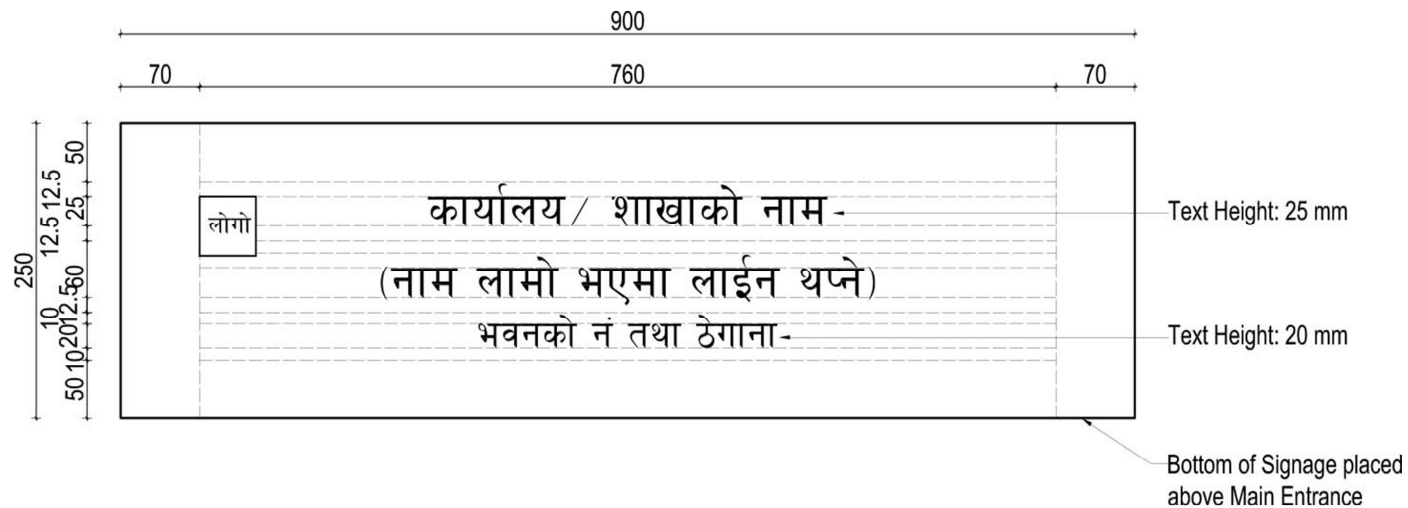 900
70 760 70
50
12.5
25
12.5
60
12.5
10
20
10
50
250
लोगो
कार्यालय/ शाखाको नाम
Text Height: 25 mm
(नाम लामो भएमा लाईन थप्ने)
भवनको नं तथा ठेगाना
Text Height: 20 mm
Bottom of Signage placed
above Main Entrance